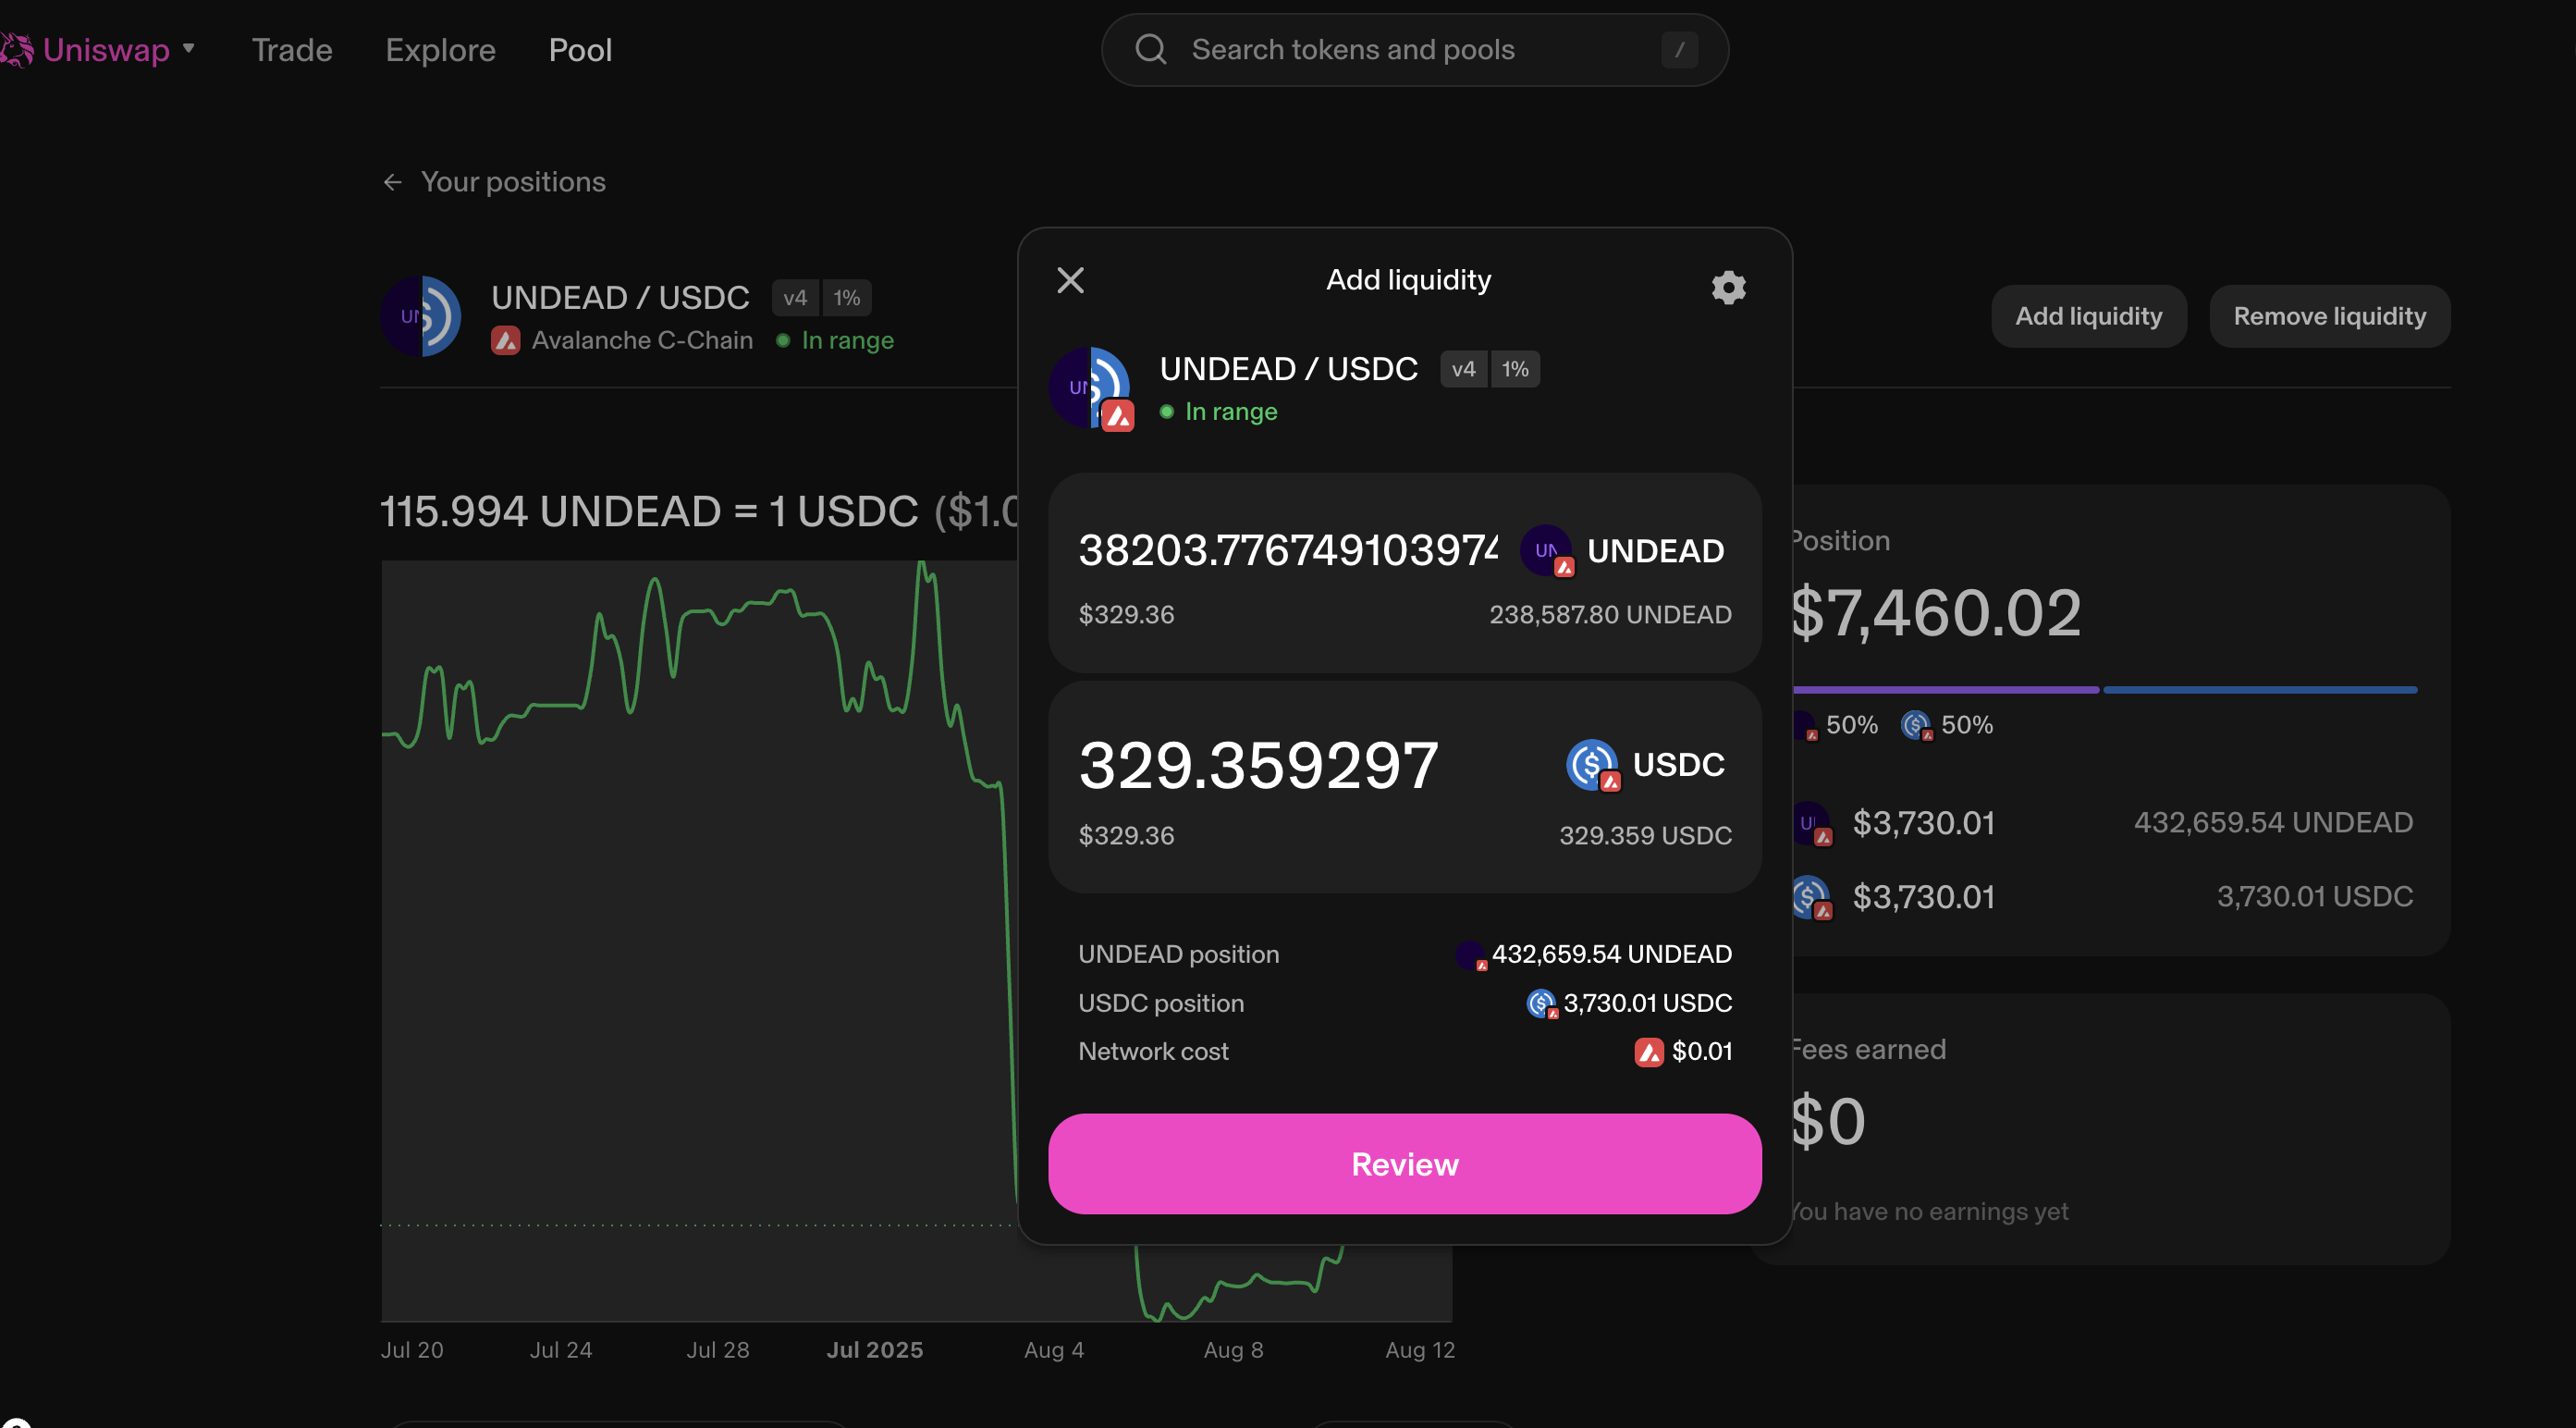 Uniswap Trade Explore Pool Search tokens and pools /
← Your positions
UNDEAD / USDC v4 1%
Avalanche C-Chain In range
115.994 UNDEAD = 1 USDC ($1.0
Jul 20 Jul 24 Jul 28 Jul 2025 Aug 4 Aug 8 Aug 12
Add liquidity
UNDEAD / USDC v4 1%
In range
38203.776749103974 UNDEAD
$329.36 238,587.80 UNDEAD
329.359297 USDC
$329.36 329.359 USDC
UNDEAD position 432,659.54 UNDEAD
USDC position 3,730.01 USDC
Network cost $0.01
Review
Add liquidity Remove liquidity
Position
$7,460.02
50% 50%
$3,730.01 432,659.54 UNDEAD
$3,730.01 3,730.01 USDC
Fees earned
$0
You have no earnings yet